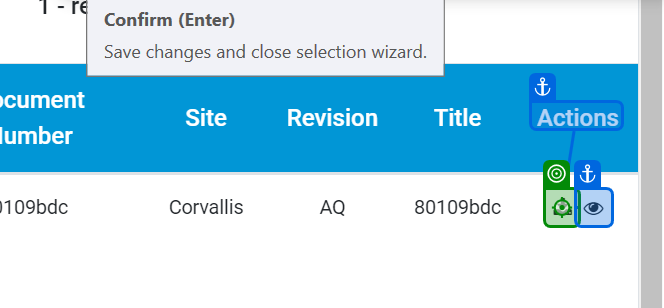 1 - re
Confirm (Enter)
Save changes and close selection wizard.
ocument
umber
Site
Revision
Title
Actions
0109bdc
Corvallis
AQ
80109bdc